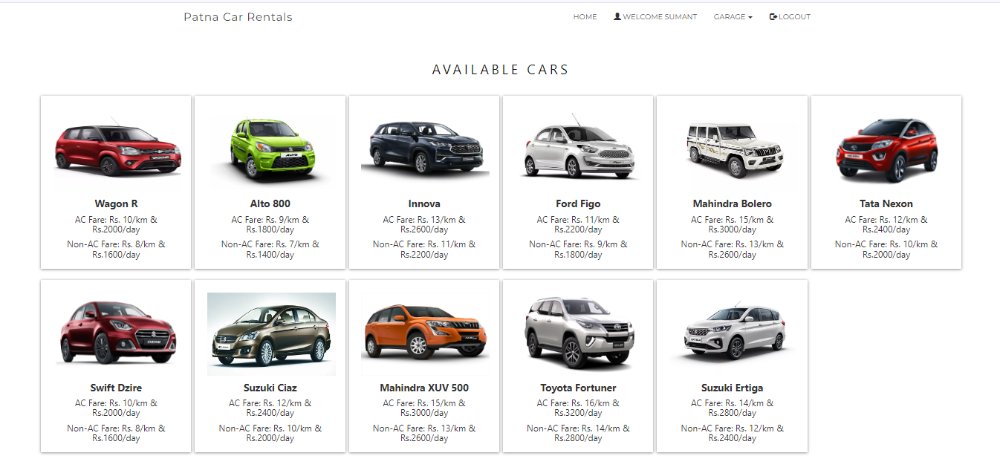 Patna Car Rentals
HOME
WELCOME SUMANT
GARAGE
LOGOUT
AVAILABLE CARS
ALTO
Wagon R
AC Fare: Rs. 10/km &
Rs.2000/day
Non-AC Fare: Rs. 8/km &
Rs.1600/day
Alto 800
AC Fare: Rs. 9/km &
Rs.1800/day
Non-AC Fare: Rs. 7/km &
Rs.1400/day
Innova
AC Fare: Rs. 13/km &
Rs.2600/day
Non-AC Fare: Rs. 11/km &
Rs.2200/day
Ford Figo
AC Fare: Rs. 11/km &
Rs.2200/day
Non-AC Fare: Rs. 9/km &
Rs.1800/day
Mahindra Bolero
AC Fare: Rs. 15/km &
Rs.3000/day
Non-AC Fare: Rs. 13/km &
Rs.2600/day
Tata Nexon
AC Fare: Rs. 12/km &
Rs.2400/day
Non-AC Fare: Rs. 10/km &
Rs.2000/day
DZIRE
Swift Dzire
AC Fare: Rs. 10/km &
Rs.2000/day
Non-AC Fare: Rs. 8/km &
Rs.1600/day
Suzuki Ciaz
AC Fare: Rs. 12/km &
Rs.2400/day
Non-AC Fare: Rs. 10/km &
Rs.2000/day
Mahindra XUV 500
AC Fare: Rs. 15/km &
Rs.3000/day
Non-AC Fare: Rs. 13/km &
Rs.2600/day
Toyota Fortuner
AC Fare: Rs. 16/km &
Rs.3200/day
Non-AC Fare: Rs. 14/km &
Rs.2800/day
ERTIGA
Suzuki Ertiga
AC Fare: Rs. 14/km &
Rs.2800/day
Non-AC Fare: Rs. 12/km &
Rs.2400/day